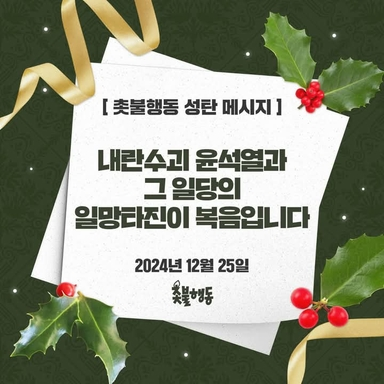 [ 촛불행동 성탄 메시지 ]
내란수괴 윤석열과
그 일당의
일망타진이 복음입니다
2024년 12월 25일
촛불행동